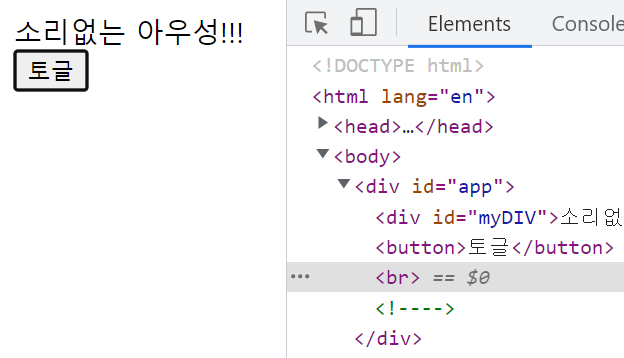 소리없는 아우성!!!
토글
Elements
Console
<!DOCTYPE html>
<html lang="en">
▶<head>…</head>
▼<body>
▼<div id="app">
<div id="myDIV">소리없
<button>토글</button>
··· <br> == $0
<!---->
</div>